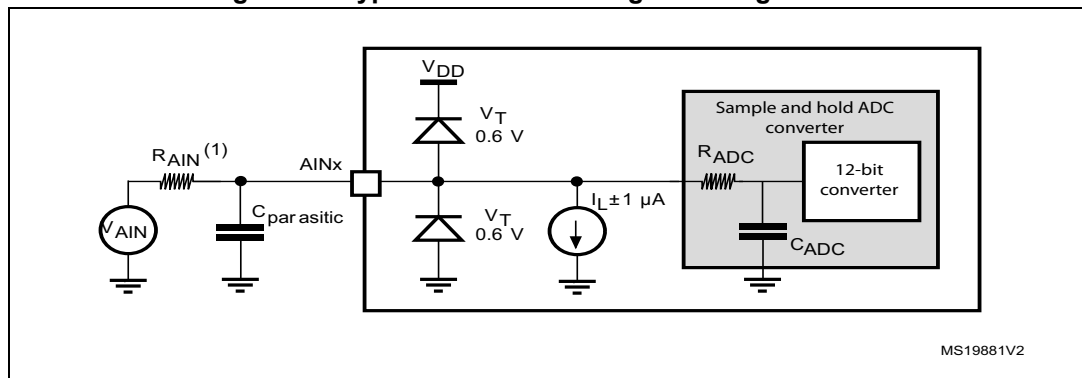 V_DD
V_T
0.6 V
Sample and hold ADC
converter
R_AIN (1)
AINx
R_ADC
12-bit
converter
C_parasitic
V_T
0.6 V
I_L ± 1 µA
V_AIN
C_ADC
MS19881V2